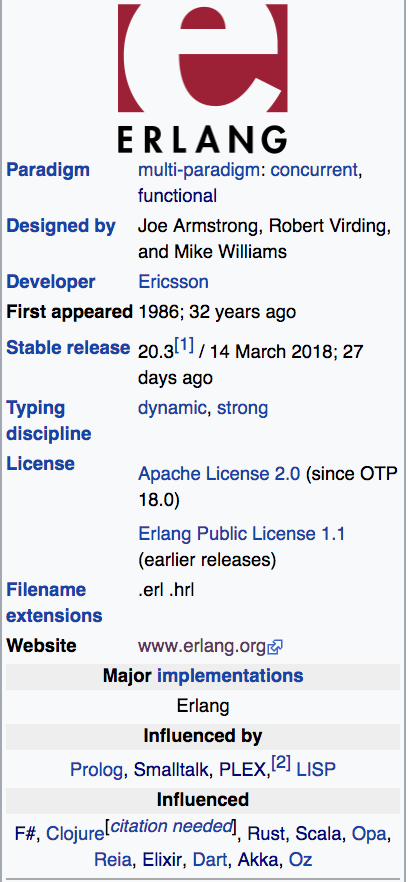 e
ERLANG
Paradigm multi-paradigm: concurrent,
functional
Designed by Joe Armstrong, Robert Virding,
and Mike Williams
Developer Ericsson
First appeared 1986; 32 years ago
Stable release 20.3[1] / 14 March 2018; 27
days ago
Typing dynamic, strong
discipline
License
Apache License 2.0 (since OTP
18.0)
Erlang Public License 1.1
(earlier releases)
Filename .erl .hrl
extensions
Website www.erlang.org
Major implementations
Erlang
Influenced by
Prolog, Smalltalk, PLEX,[2] LISP
Influenced
F#, Clojure[citation needed], Rust, Scala, Opa,
Reia, Elixir, Dart, Akka, Oz